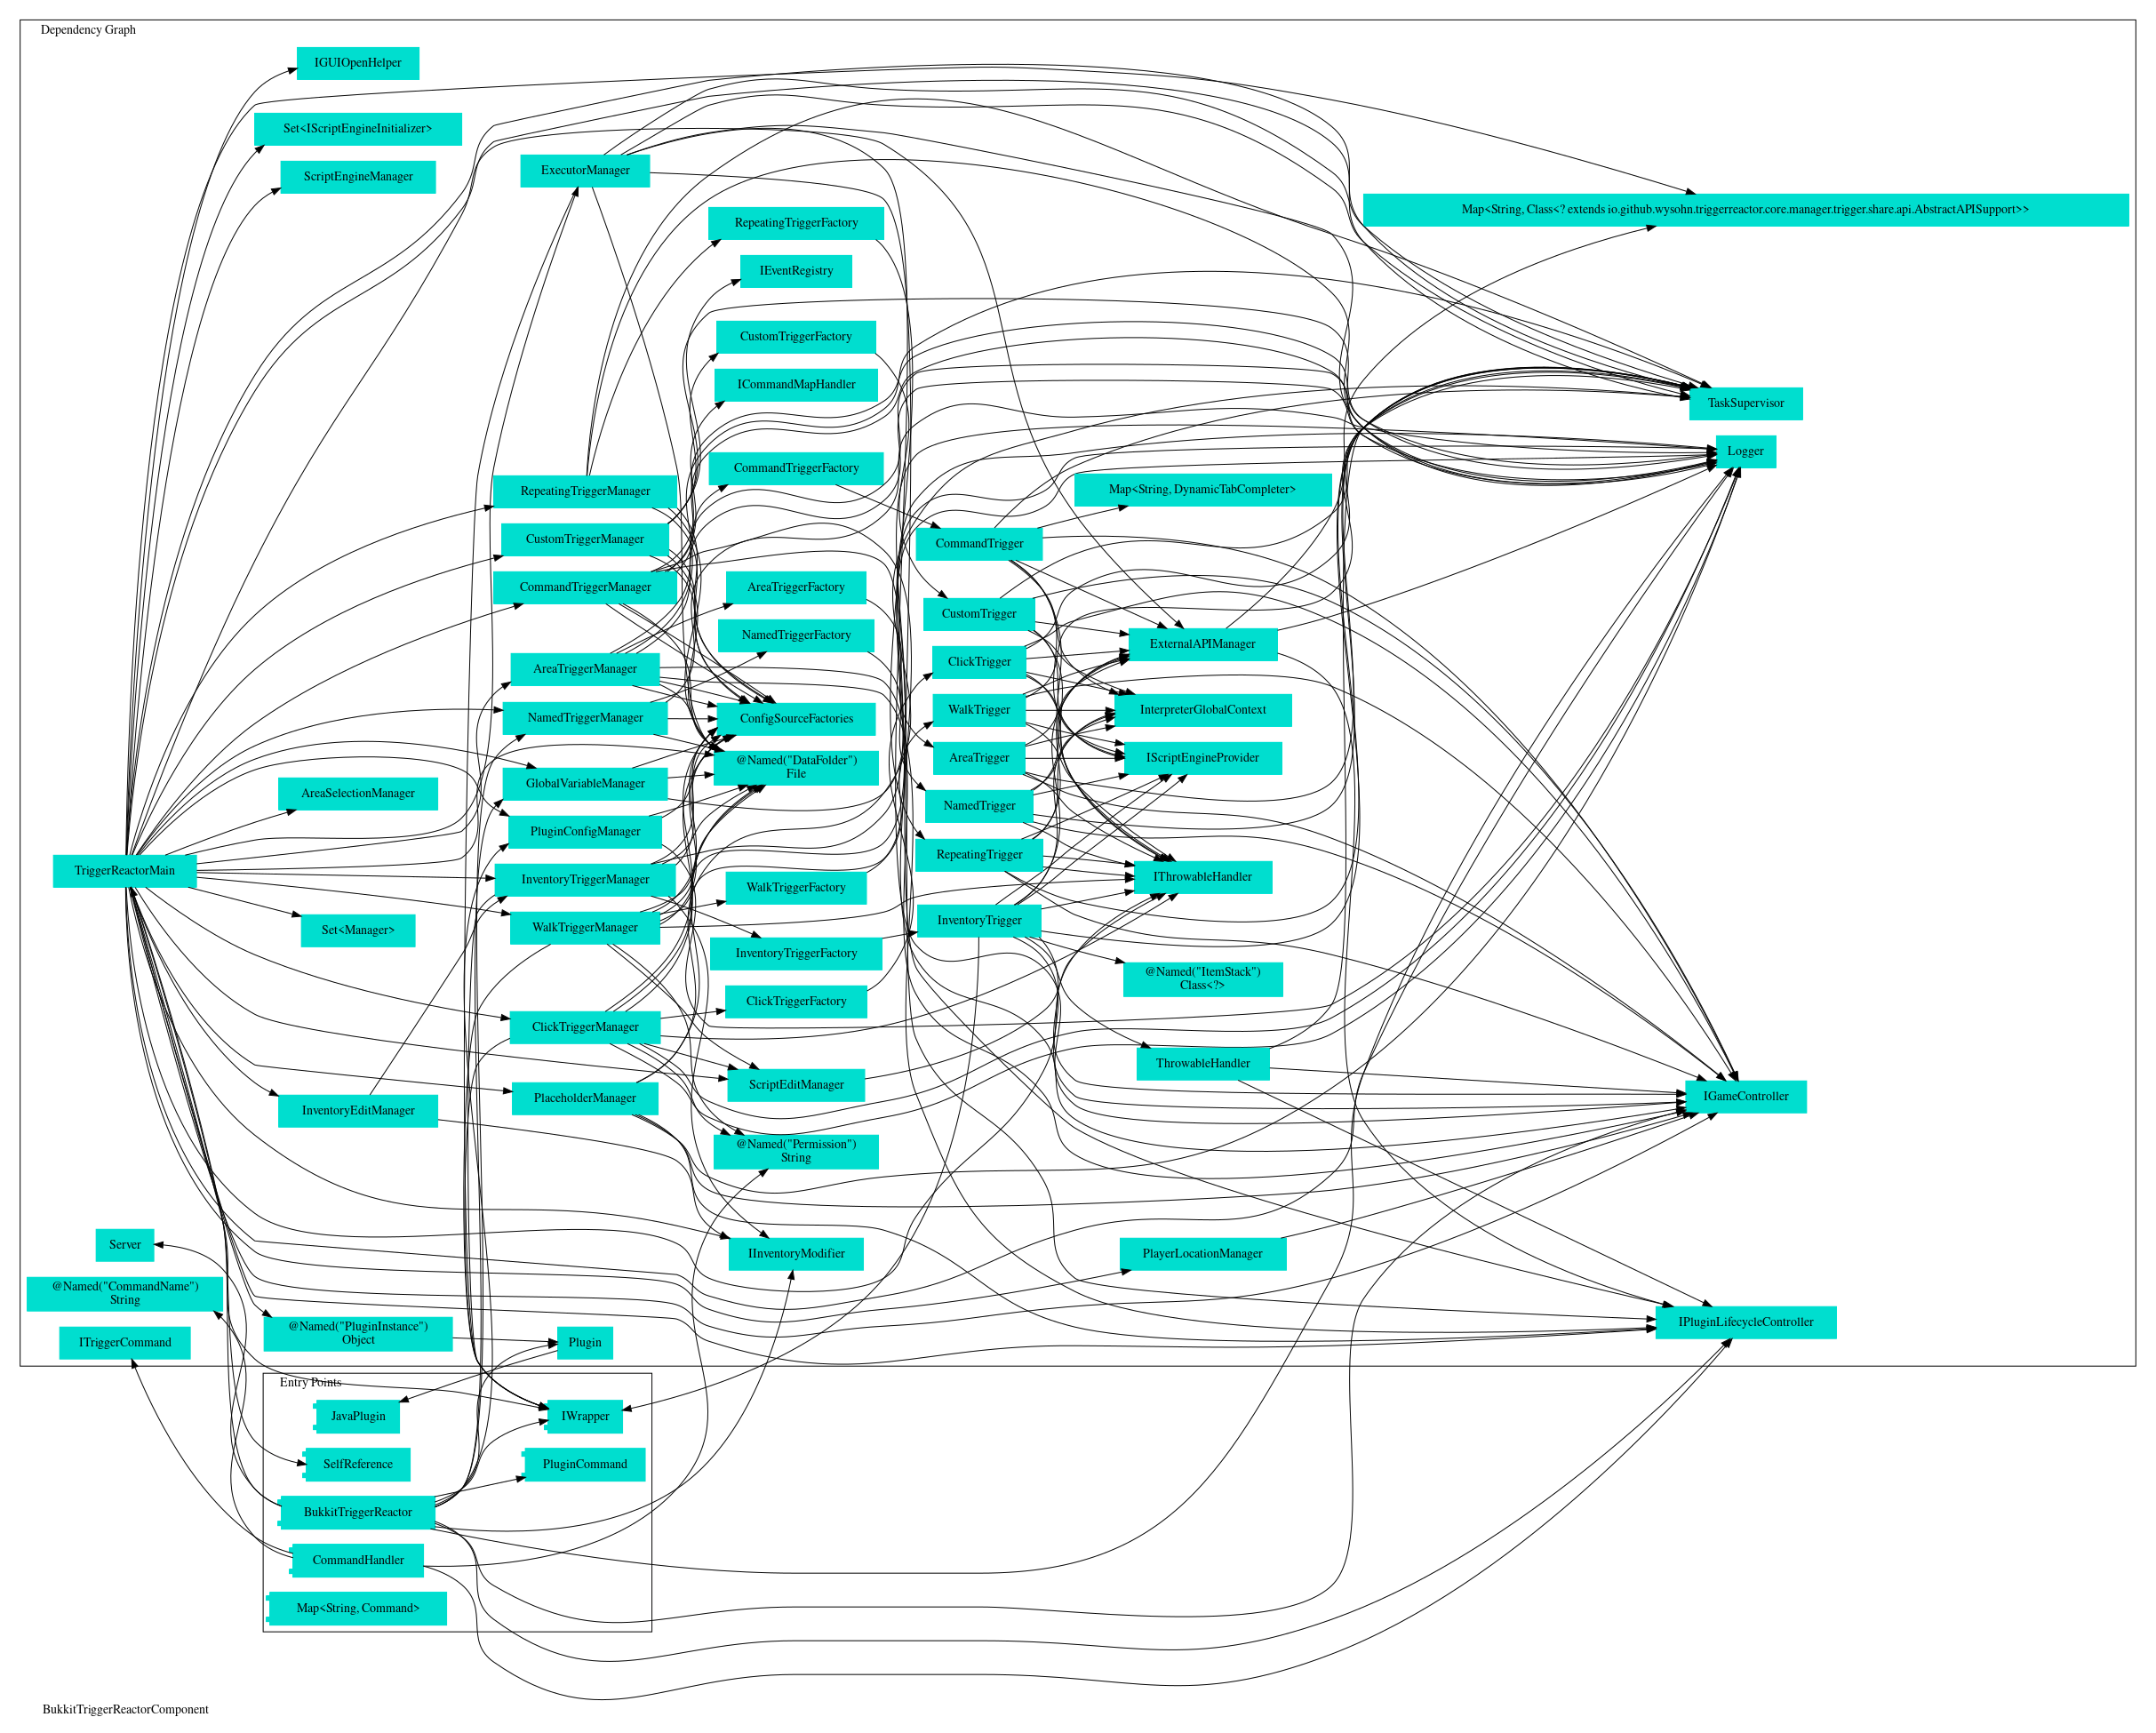 Dependency Graph
IGUIOpenHelper
Set<IScriptEngineInitializer>
ScriptEngineManager
ExecutorManager
Map<String, Class<? extends io.github.wysohn.triggerreactor.core.manager.trigger.share.api.AbstractAPISupport>>
RepeatingTriggerFactory
IEventRegistry
CustomTriggerFactory
ICommandMapHandler
TaskSupervisor
Logger
CommandTriggerFactory
RepeatingTriggerManager
Map<String, DynamicTabCompleter>
CustomTriggerManager
CommandTrigger
CommandTriggerManager
AreaTriggerFactory
CustomTrigger
NamedTriggerFactory
ExternalAPIManager
AreaTriggerManager
ClickTrigger
NamedTriggerManager
ConfigSourceFactories
WalkTrigger
InterpreterGlobalContext
@Named("DataFolder")
File
AreaTrigger
IScriptEngineProvider
GlobalVariableManager
AreaSelectionManager
NamedTrigger
PluginConfigManager
RepeatingTrigger
TriggerReactorMain
InventoryTriggerManager
WalkTriggerFactory
IThrowableHandler
Set<Manager>
WalkTriggerManager
InventoryTrigger
InventoryTriggerFactory
@Named("ItemStack")
Class<?>
ClickTriggerFactory
ClickTriggerManager
ThrowableHandler
ScriptEditManager
InventoryEditManager
PlaceholderManager
IGameController
@Named("Permission")
String
Server
IInventoryModifier
PlayerLocationManager
@Named("CommandName")
String
@Named("PluginInstance")
Object
ITriggerCommand
Plugin
IPluginLifecycleController
Entry Points
JavaPlugin
IWrapper
SelfReference
PluginCommand
BukkitTriggerReactor
CommandHandler
Map<String, Command>
BukkitTriggerReactorComponent